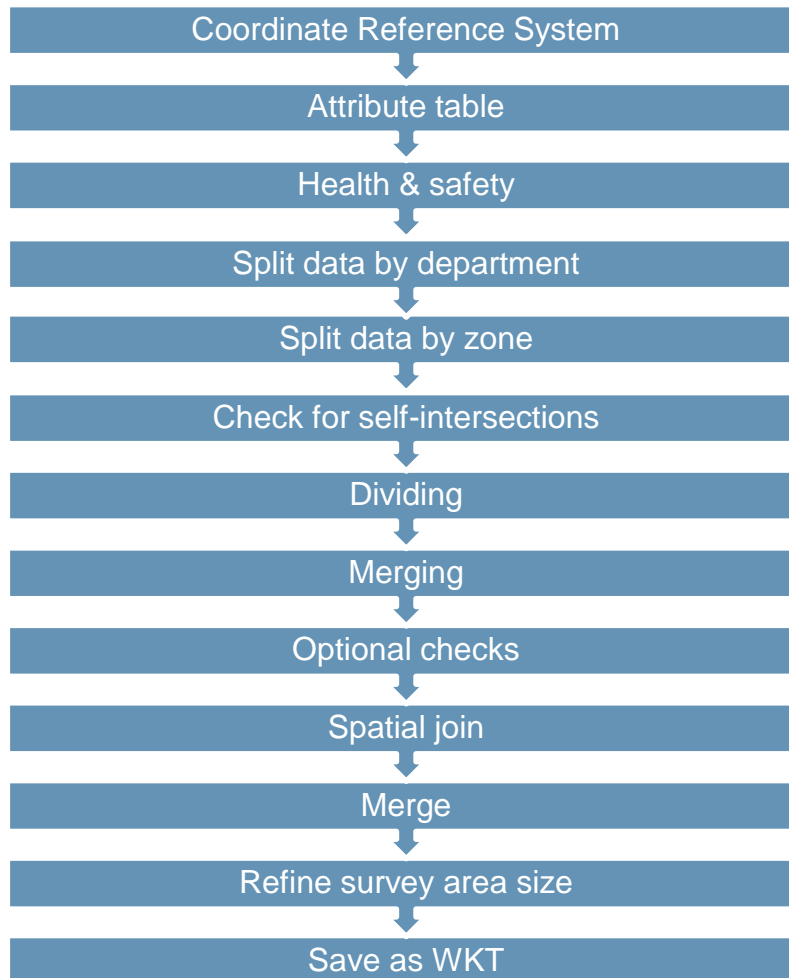 Coordinate Reference System
Attribute table
Health & safety
Split data by department
Split data by zone
Check for self-intersections
Dividing
Merging
Optional checks
Spatial join
Merge
Refine survey area size
Save as WKT